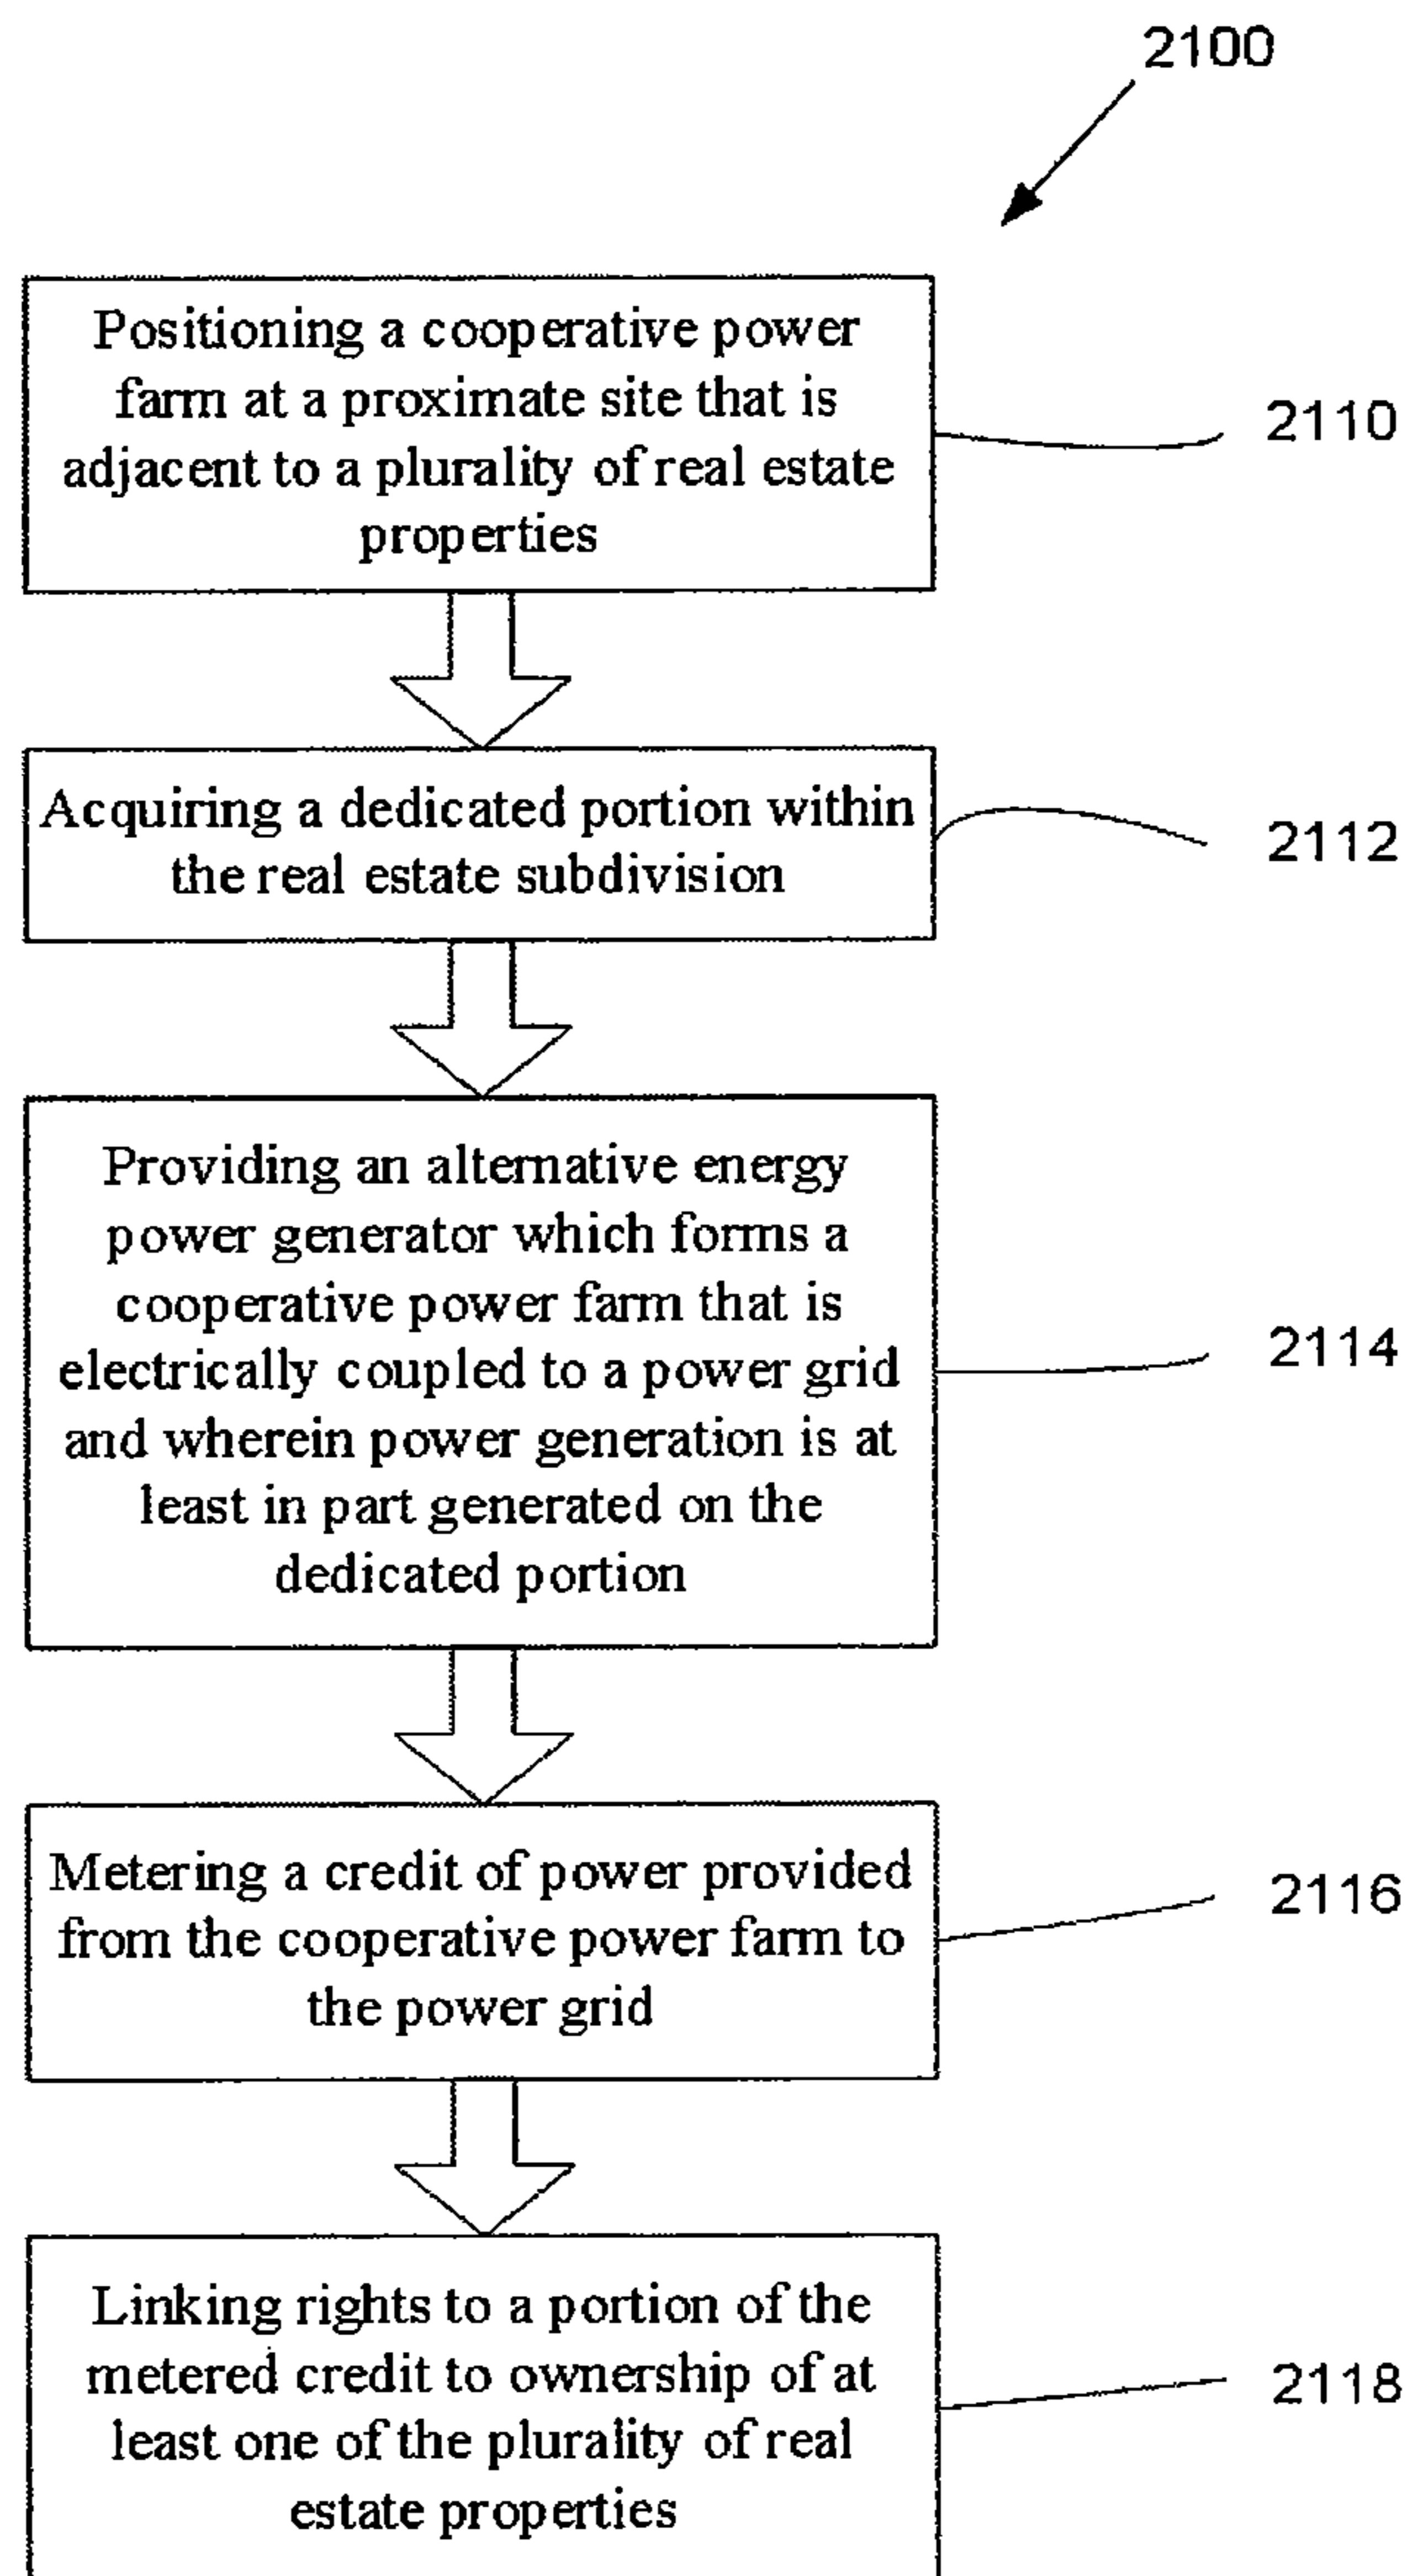 2100
Positioning a cooperative power
farm at a proximate site that is
adjacent to a plurality of real estate
properties
2110
Acquiring a dedicated portion within
the real estate subdivision
2112
Providing an alternative energy
power generator which forms a
cooperative power farm that is
electrically coupled to a power grid
and wherein power generation is at
least in part generated on the
dedicated portion
2114
Metering a credit of power provided
from the cooperative power farm to
the power grid
2116
Linking rights to a portion of the
metered credit to ownership of at
least one of the plurality of real
estate properties
2118